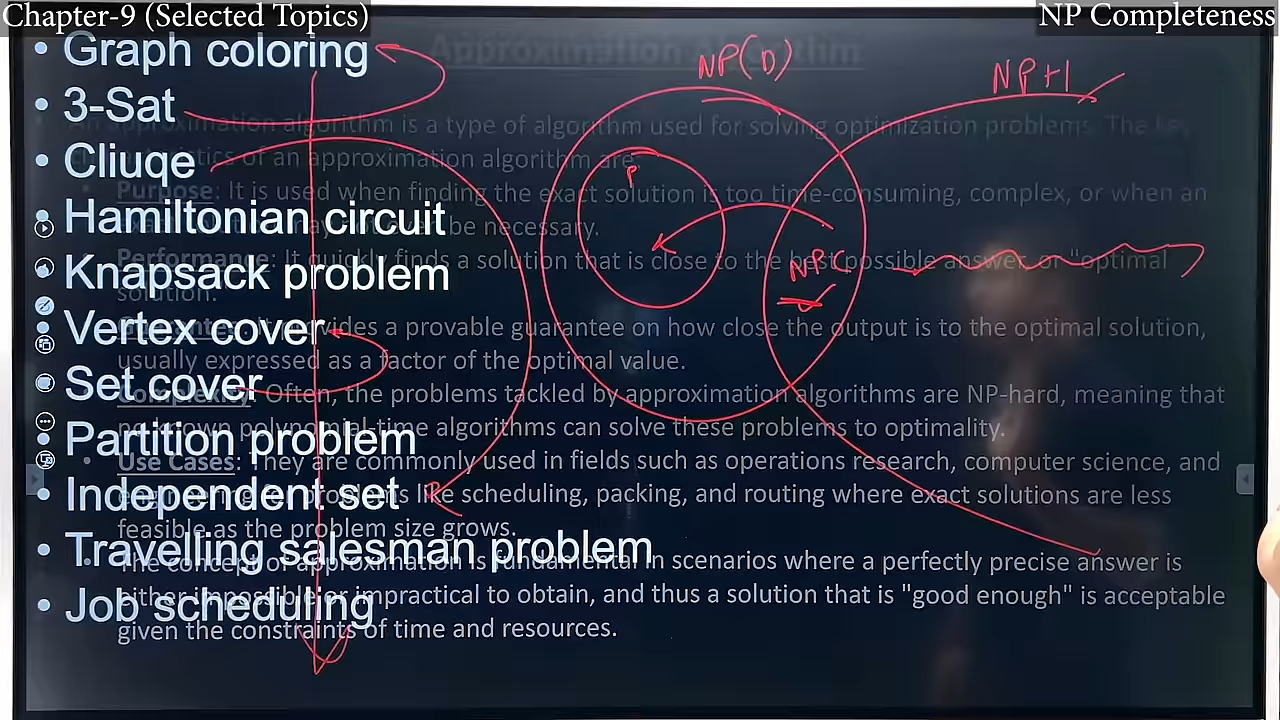 Chapter-9 (Selected Topics)
NP Completeness
Approximation Algorithm
• Graph coloring
• 3-Sat
• Cliuqe
• Hamiltonian circuit
• Knapsack problem
• Vertex cover
• Set cover
• Partition problem
• Independent set
• Travelling salesman problem
• Job scheduling
NP(D)
P
NPC
An approximation algorithm is a type of algorithm used for solving optimization problems. The key
of an approximation algorithm are:
• Purpose: It is used when finding the exact solution is too time-consuming, complex, or when an
be necessary.
Performance: It quickly finds a solution that is close to the best possible answer or "optimal
solution."
provides a provable guarantee on how close the output is to the optimal solution,
usually expressed as a factor of the optimal value.
Complexity: Often, the problems tackled by approximation algorithms are NP-hard, meaning that
no known polynomial-time algorithms can solve these problems to optimality.
• Use Cases: They are commonly used in fields such as operations research, computer science, and
like scheduling, packing, and routing where exact solutions are less
feasible as the problem size grows.
The concept of approximation is fundamental in scenarios where a perfectly precise answer is
either impossible or impractical to obtain, and thus a solution that is "good enough" is acceptable
given the constraints of time and resources.